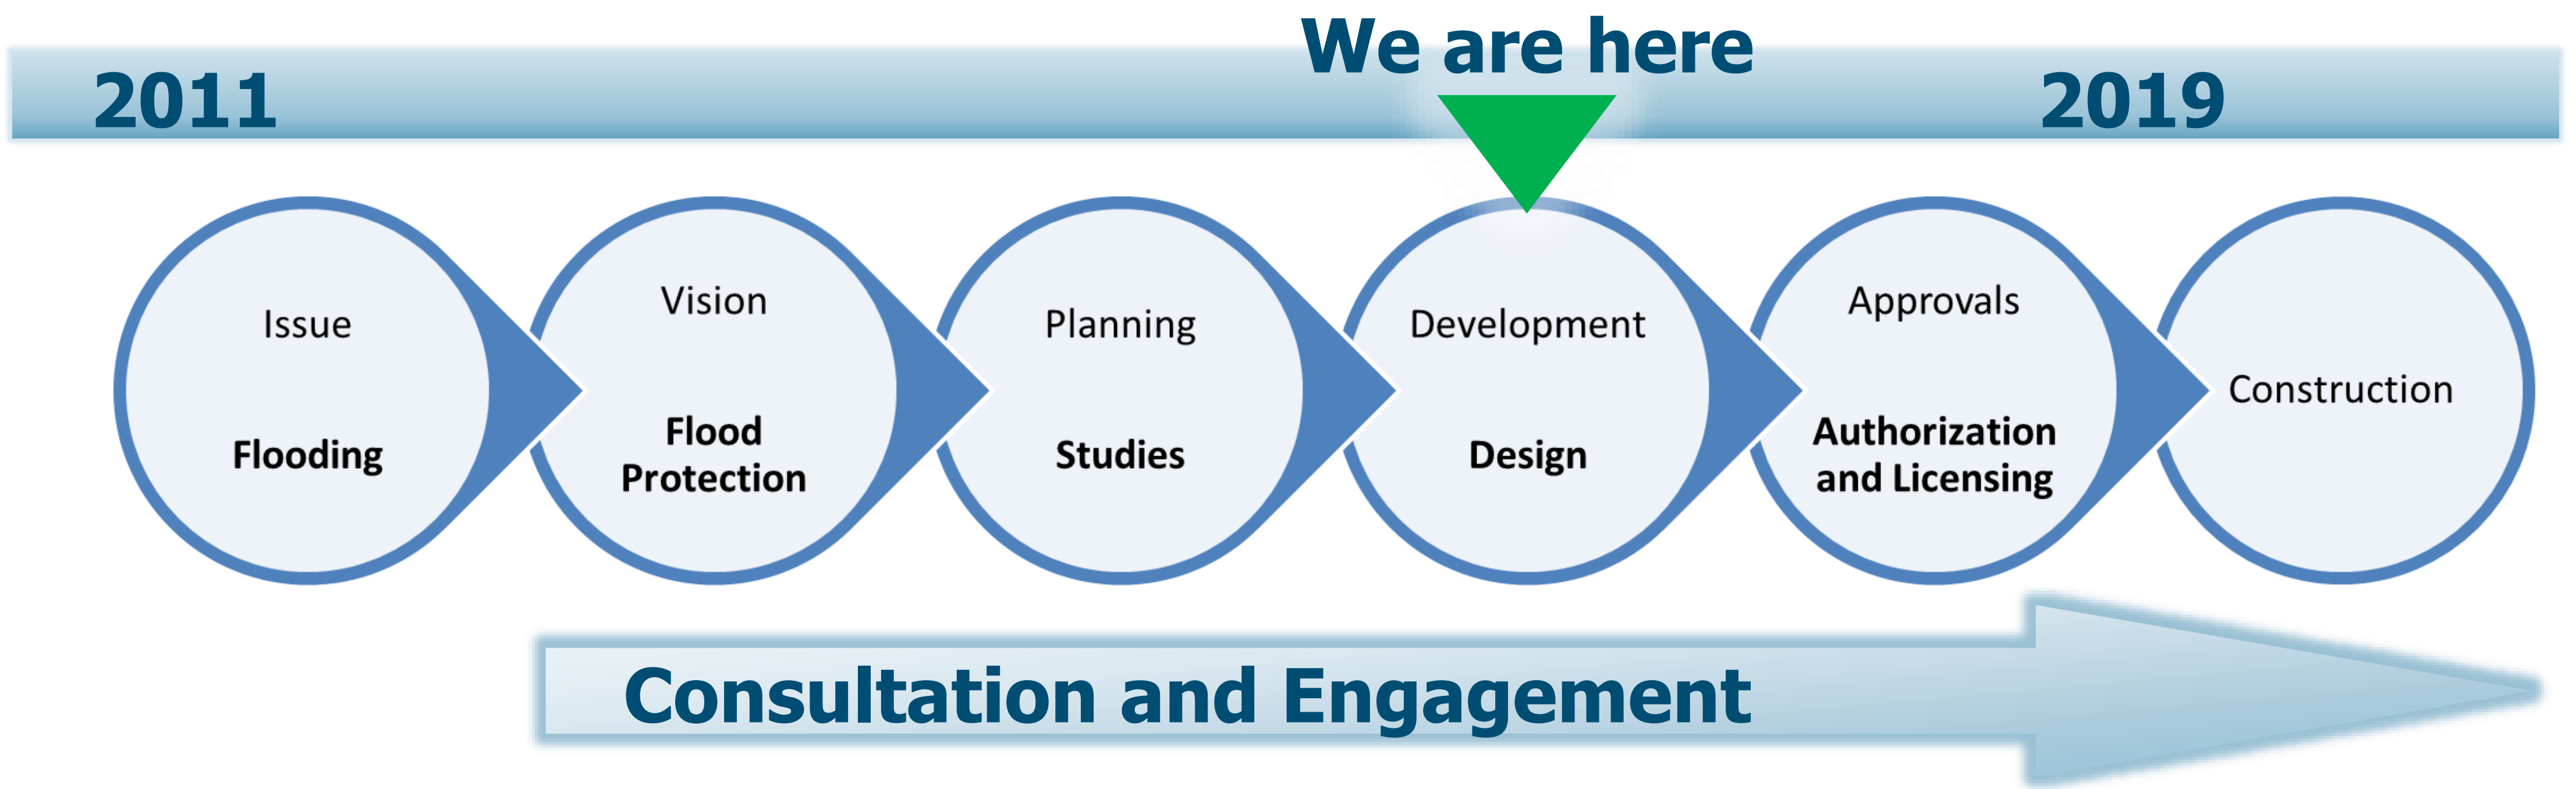 We are here
2011
2019
Issue
Flooding
Vision
Flood
Protection
Planning
Studies
Development
Design
Approvals
Authorization
and Licensing
Construction
Consultation and Engagement